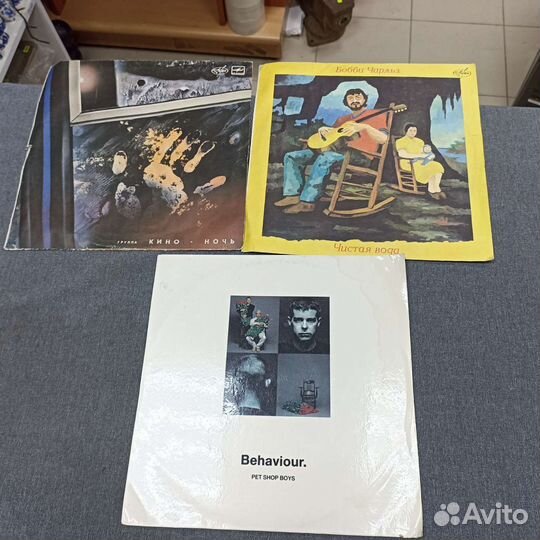 группа КИНО - НОЧЬ
Бобби Чарльз
Чистая вода
Behaviour.
PET SHOP BOYS
Avito